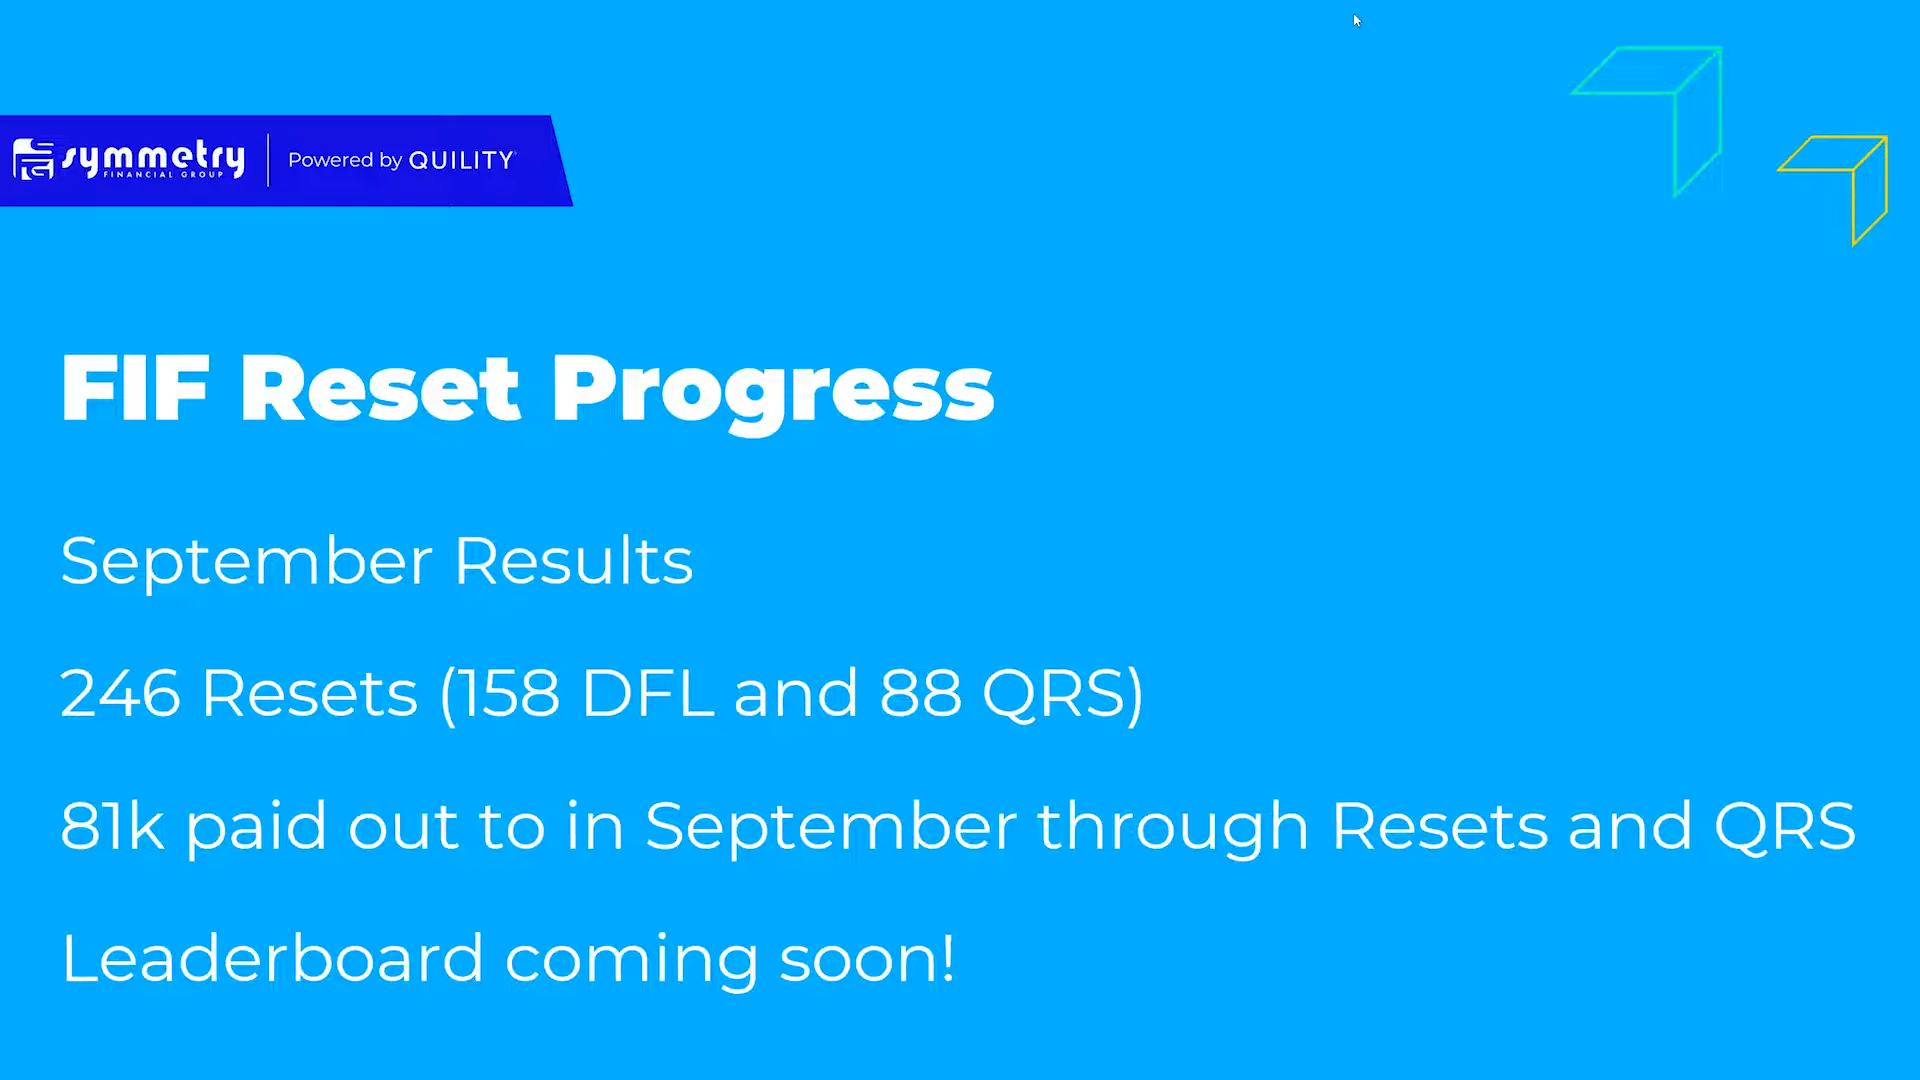 symmetry
FINANCIAL GROUP
Powered by QUILITY
FIF Reset Progress
September Results
246 Resets (158 DFL and 88 QRS)
81k paid out to in September through Resets and QRS
Leaderboard coming soon!